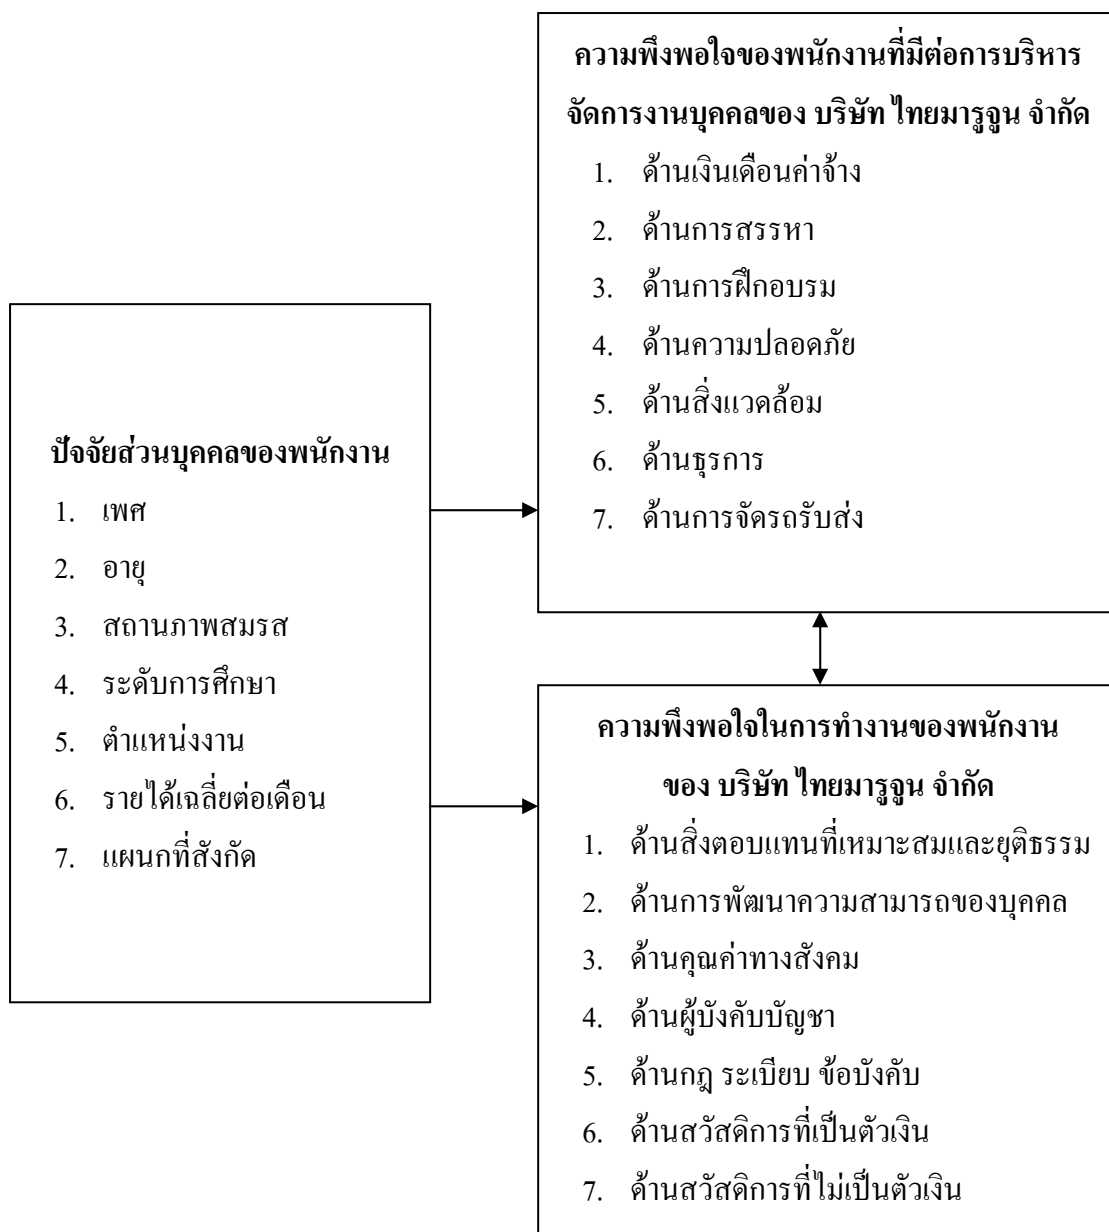 ความพึงพอใจของพนักงานที่มีต่อการบริหาร
จัดการงานบุคคลของ บริษัท ไทยมารูจูน จำกัด
1. ด้านเงินเดือนค่าจ้าง
2. ด้านการสรรหา
3. ด้านการฝึกอบรม
4. ด้านความปลอดภัย
5. ด้านสิ่งแวดล้อม
6. ด้านธุรการ
7. ด้านการจัดรถรับส่ง
ปัจจัยส่วนบุคคลของพนักงาน
1. เพศ
2. อายุ
3. สถานภาพสมรส
4. ระดับการศึกษา
5. ตำแหน่งงาน
6. รายได้เฉลี่ยต่อเดือน
7. แผนกที่สังกัด
ความพึงพอใจในการทำงานของพนักงาน
ของ บริษัท ไทยมารูจูน จำกัด
1. ด้านสิ่งตอบแทนที่เหมาะสมและยุติธรรม
2. ด้านการพัฒนาความสามารถของบุคคล
3. ด้านคุณค่าทางสังคม
4. ด้านผู้บังคับบัญชา
5. ด้านกฎ ระเบียบ ข้อบังคับ
6. ด้านสวัสดิการที่เป็นตัวเงิน
7. ด้านสวัสดิการที่ไม่เป็นตัวเงิน